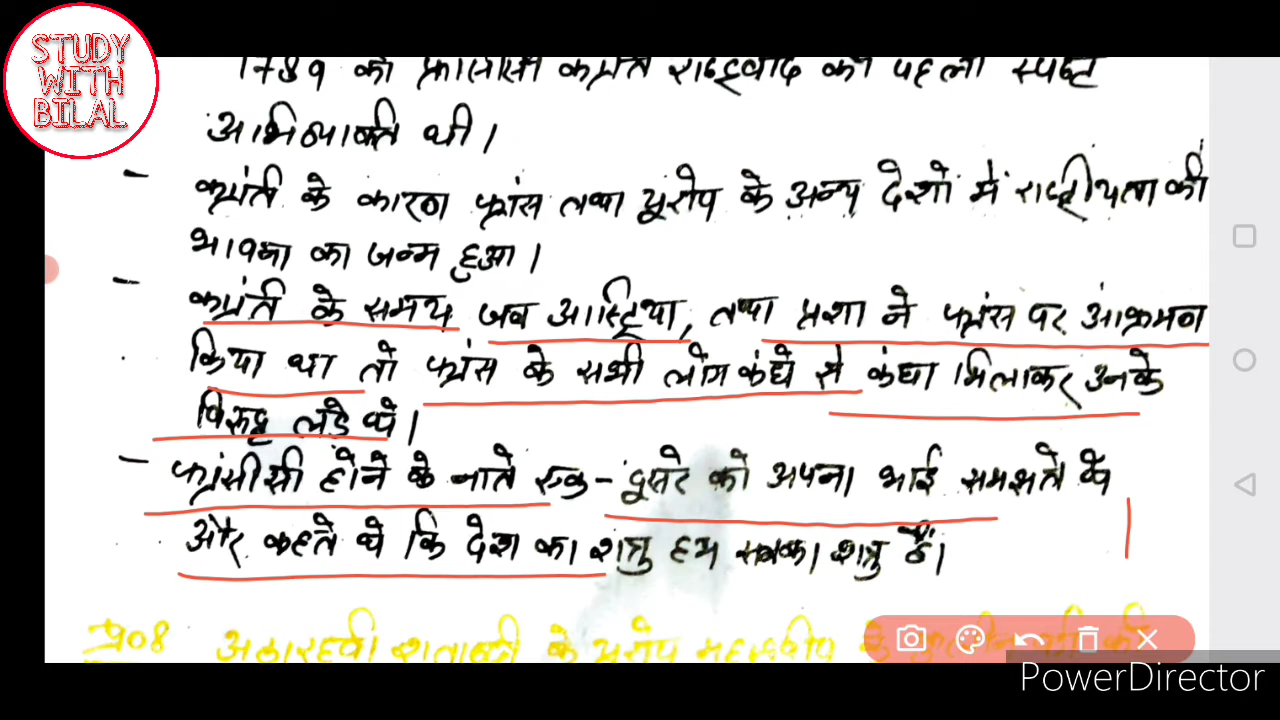 STUDY
WITH
BILAL
1789 की फ्रांसीसी क्रांति राष्ट्रवाद की पहली स्पष्ट
अभिव्यक्ति थी।
- क्रांति के कारण फ्रांस तथा यूरोप के अन्य देशो में राष्ट्रीयता की
भावना का जन्म हुआ।
- क्रांति के समय जब आस्ट्रिया, तथा प्रशा ने फ्रांस पर आक्रमण
किया था तो फ्रांस के सभी लोग कंधे से कंधा मिलाकर उनके
विरुद्ध लडे थे।
- फ्रांसीसी होने के नाते एक-दूसरे को अपना भाई समझते थे
और कहते थे कि देश का शत्रु हम सबका शत्रु है।
प्र०8 अठारहवी शताब्दी के यूरोप महाद्वीप के
PowerDirector